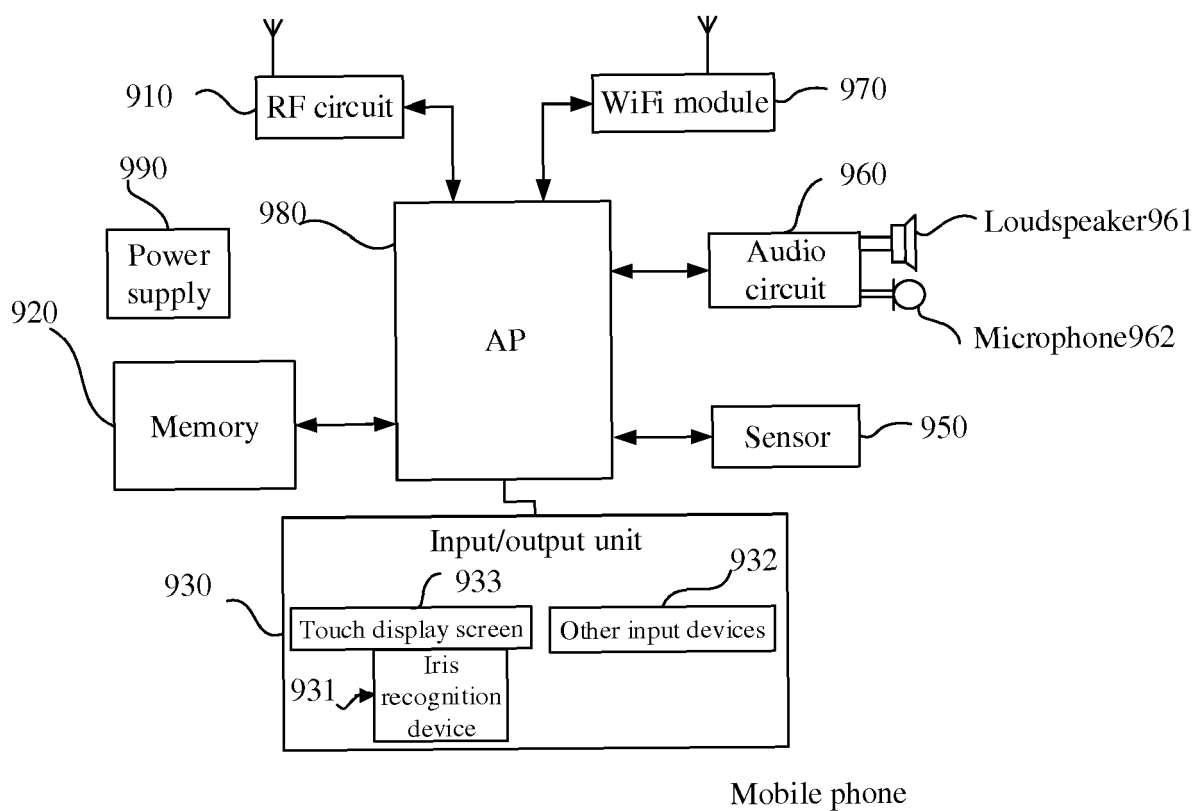 910
RF circuit
WiFi module
970
990
Power
supply
980
AP
960
Audio
circuit
Loudspeaker961
Microphone962
920
Memory
Sensor
950
Input/output unit
930
933
932
Touch display screen
Other input devices
931
Iris
recognition
device
Mobile phone